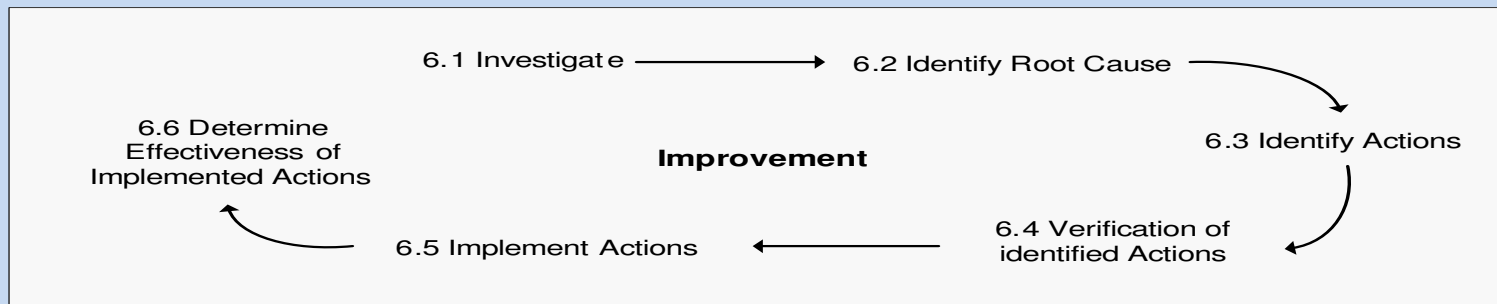 6.1 Investigate
6.2 Identify Root Cause
6.3 Identify Actions
6.4 Verification of
identified Actions
6.5 Implement Actions
6.6 Determine
Effectiveness of
Implemented Actions
Improvement